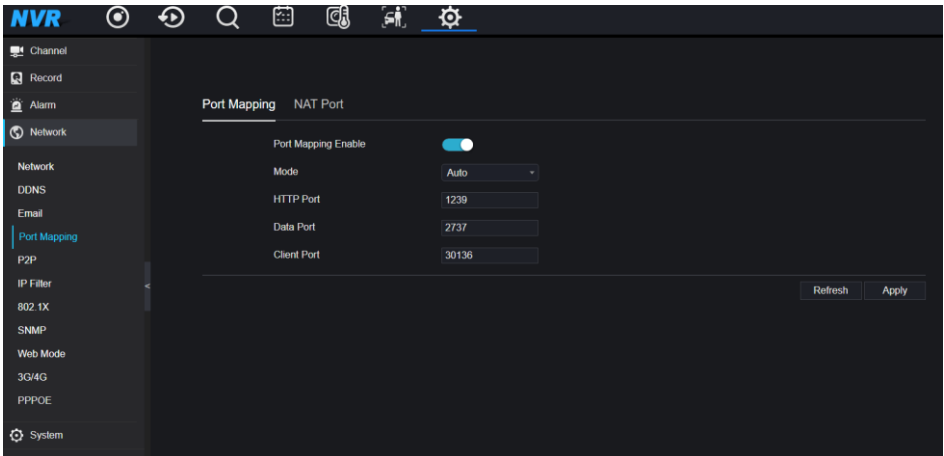 NVR
Channel
Record
Alarm
Network
Network
DDNS
Email
Port Mapping
P2P
IP Filter
802.1X
SNMP
Web Mode
3G/4G
PPPOE
System
Port Mapping NAT Port
Port Mapping Enable
Mode Auto
HTTP Port 1239
Data Port 2737
Client Port 30136
Refresh Apply